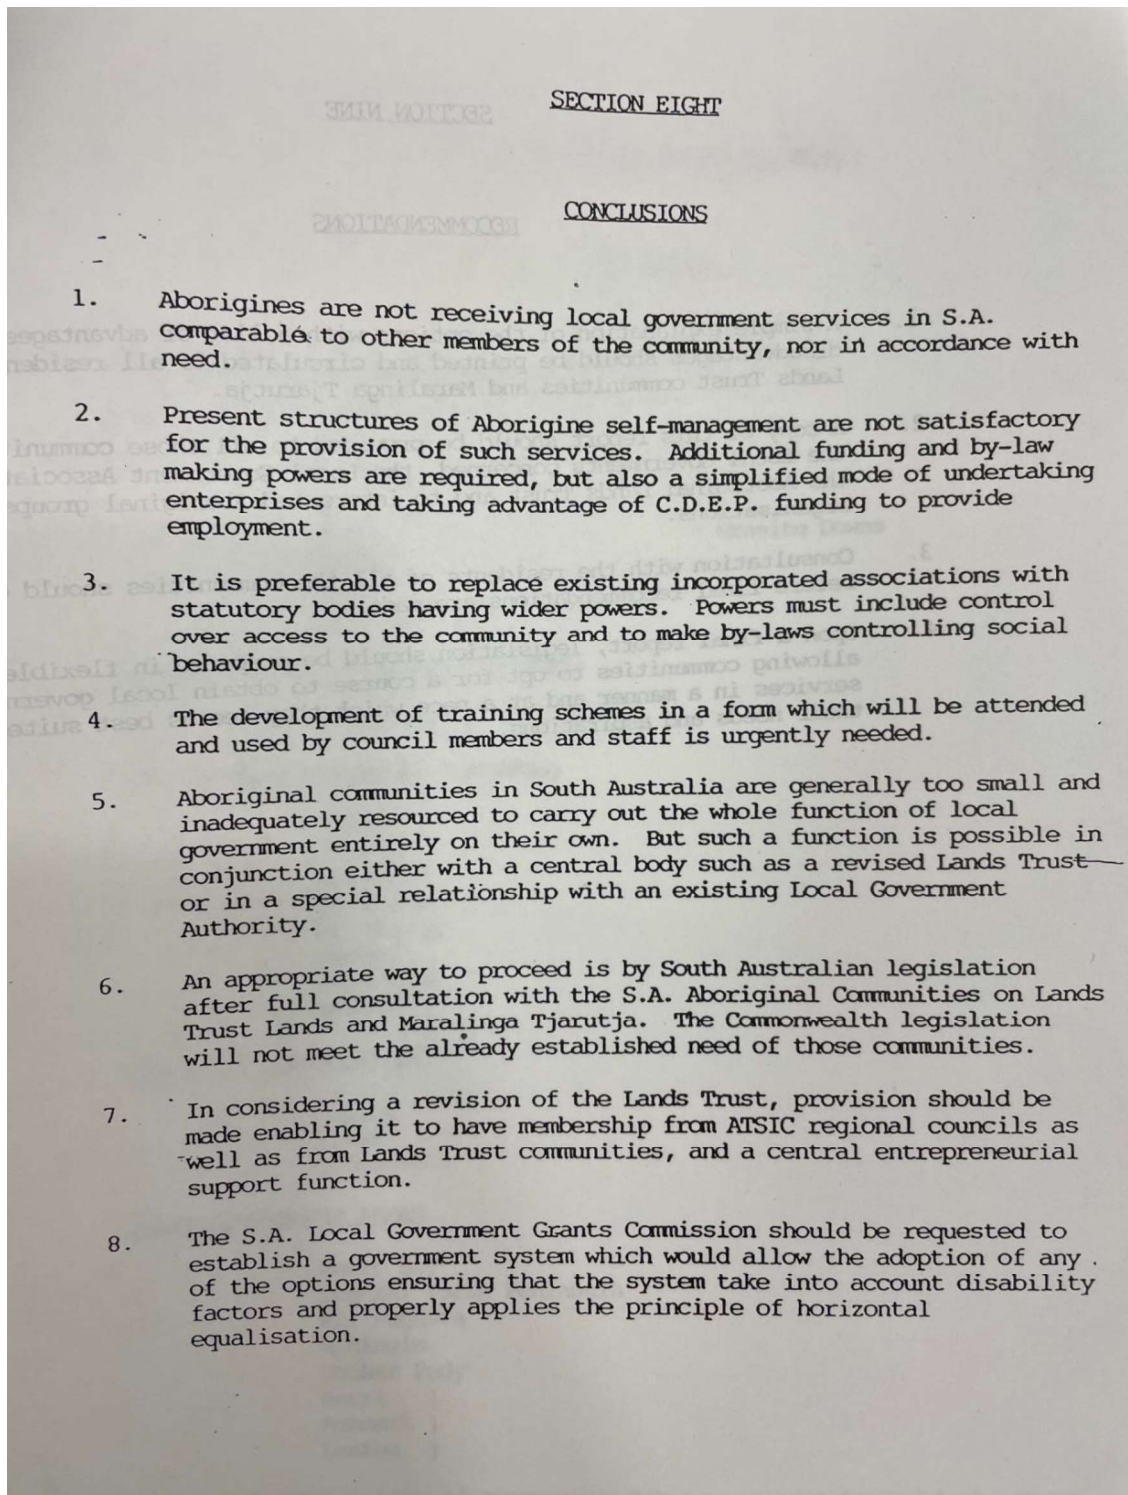 SECTION EIGHT
CONCLUSIONS
1. Aborigines are not receiving local government services in S.A.
comparable to other members of the community, nor in accordance with
need.
2. Present structures of Aborigine self-management are not satisfactory
for the provision of such services. Additional funding and by-law
making powers are required, but also a simplified mode of undertaking
enterprises and taking advantage of C.D.E.P. funding to provide
employment.
3. It is preferable to replace existing incorporated associations with
statutory bodies having wider powers. Powers must include control
over access to the community and to make by-laws controlling social
behaviour.
4. The development of training schemes in a form which will be attended
and used by council members and staff is urgently needed.
5. Aboriginal communities in South Australia are generally too small and
inadequately resourced to carry out the whole function of local
government entirely on their own. But such a function is possible in
conjunction either with a central body such as a revised Lands Trust
or in a special relationship with an existing Local Government
Authority.
6. An appropriate way to proceed is by South Australian legislation
after full consultation with the S.A. Aboriginal Communities on Lands
Trust Lands and Maralinga Tjarutja. The Commonwealth legislation
will not meet the already established need of those communities.
7. In considering a revision of the Lands Trust, provision should be
made enabling it to have membership from ATSIC regional councils as
well as from Lands Trust communities, and a central entrepreneurial
support function.
8. The S.A. Local Government Grants Commission should be requested to
establish a government system which would allow the adoption of any
of the options ensuring that the system take into account disability
factors and properly applies the principle of horizontal
equalisation.